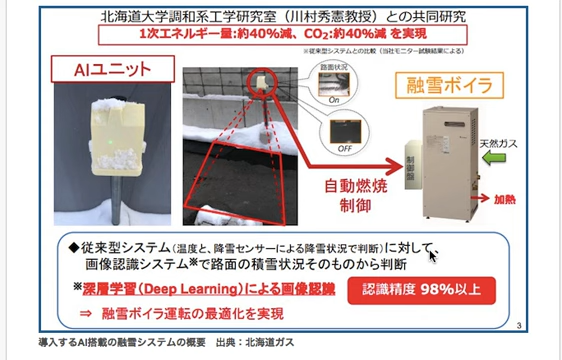 北海道大学調和系工学研究室（川村秀憲教授）との共同研究
1次エネルギー量:約40%減、CO₂:約40%減 を実現
※従来型システムとの比較（当社モニター試験結果による）
AIユニット
路面状況
On
OFF
融雪ボイラ
制御盤
天然ガス
自動燃焼
制御
加熱
◆従来型システム（温度と、降雪センサーによる降雪状況で判断）に対して、
画像認識システム※で路面の積雪状況そのものから判断
※深層学習（Deep Learning）による画像認識
認識精度 98%以上
⇒ 融雪ボイラ運転の最適化を実現
3
導入するAI搭載の融雪システムの概要　出典：北海道ガス